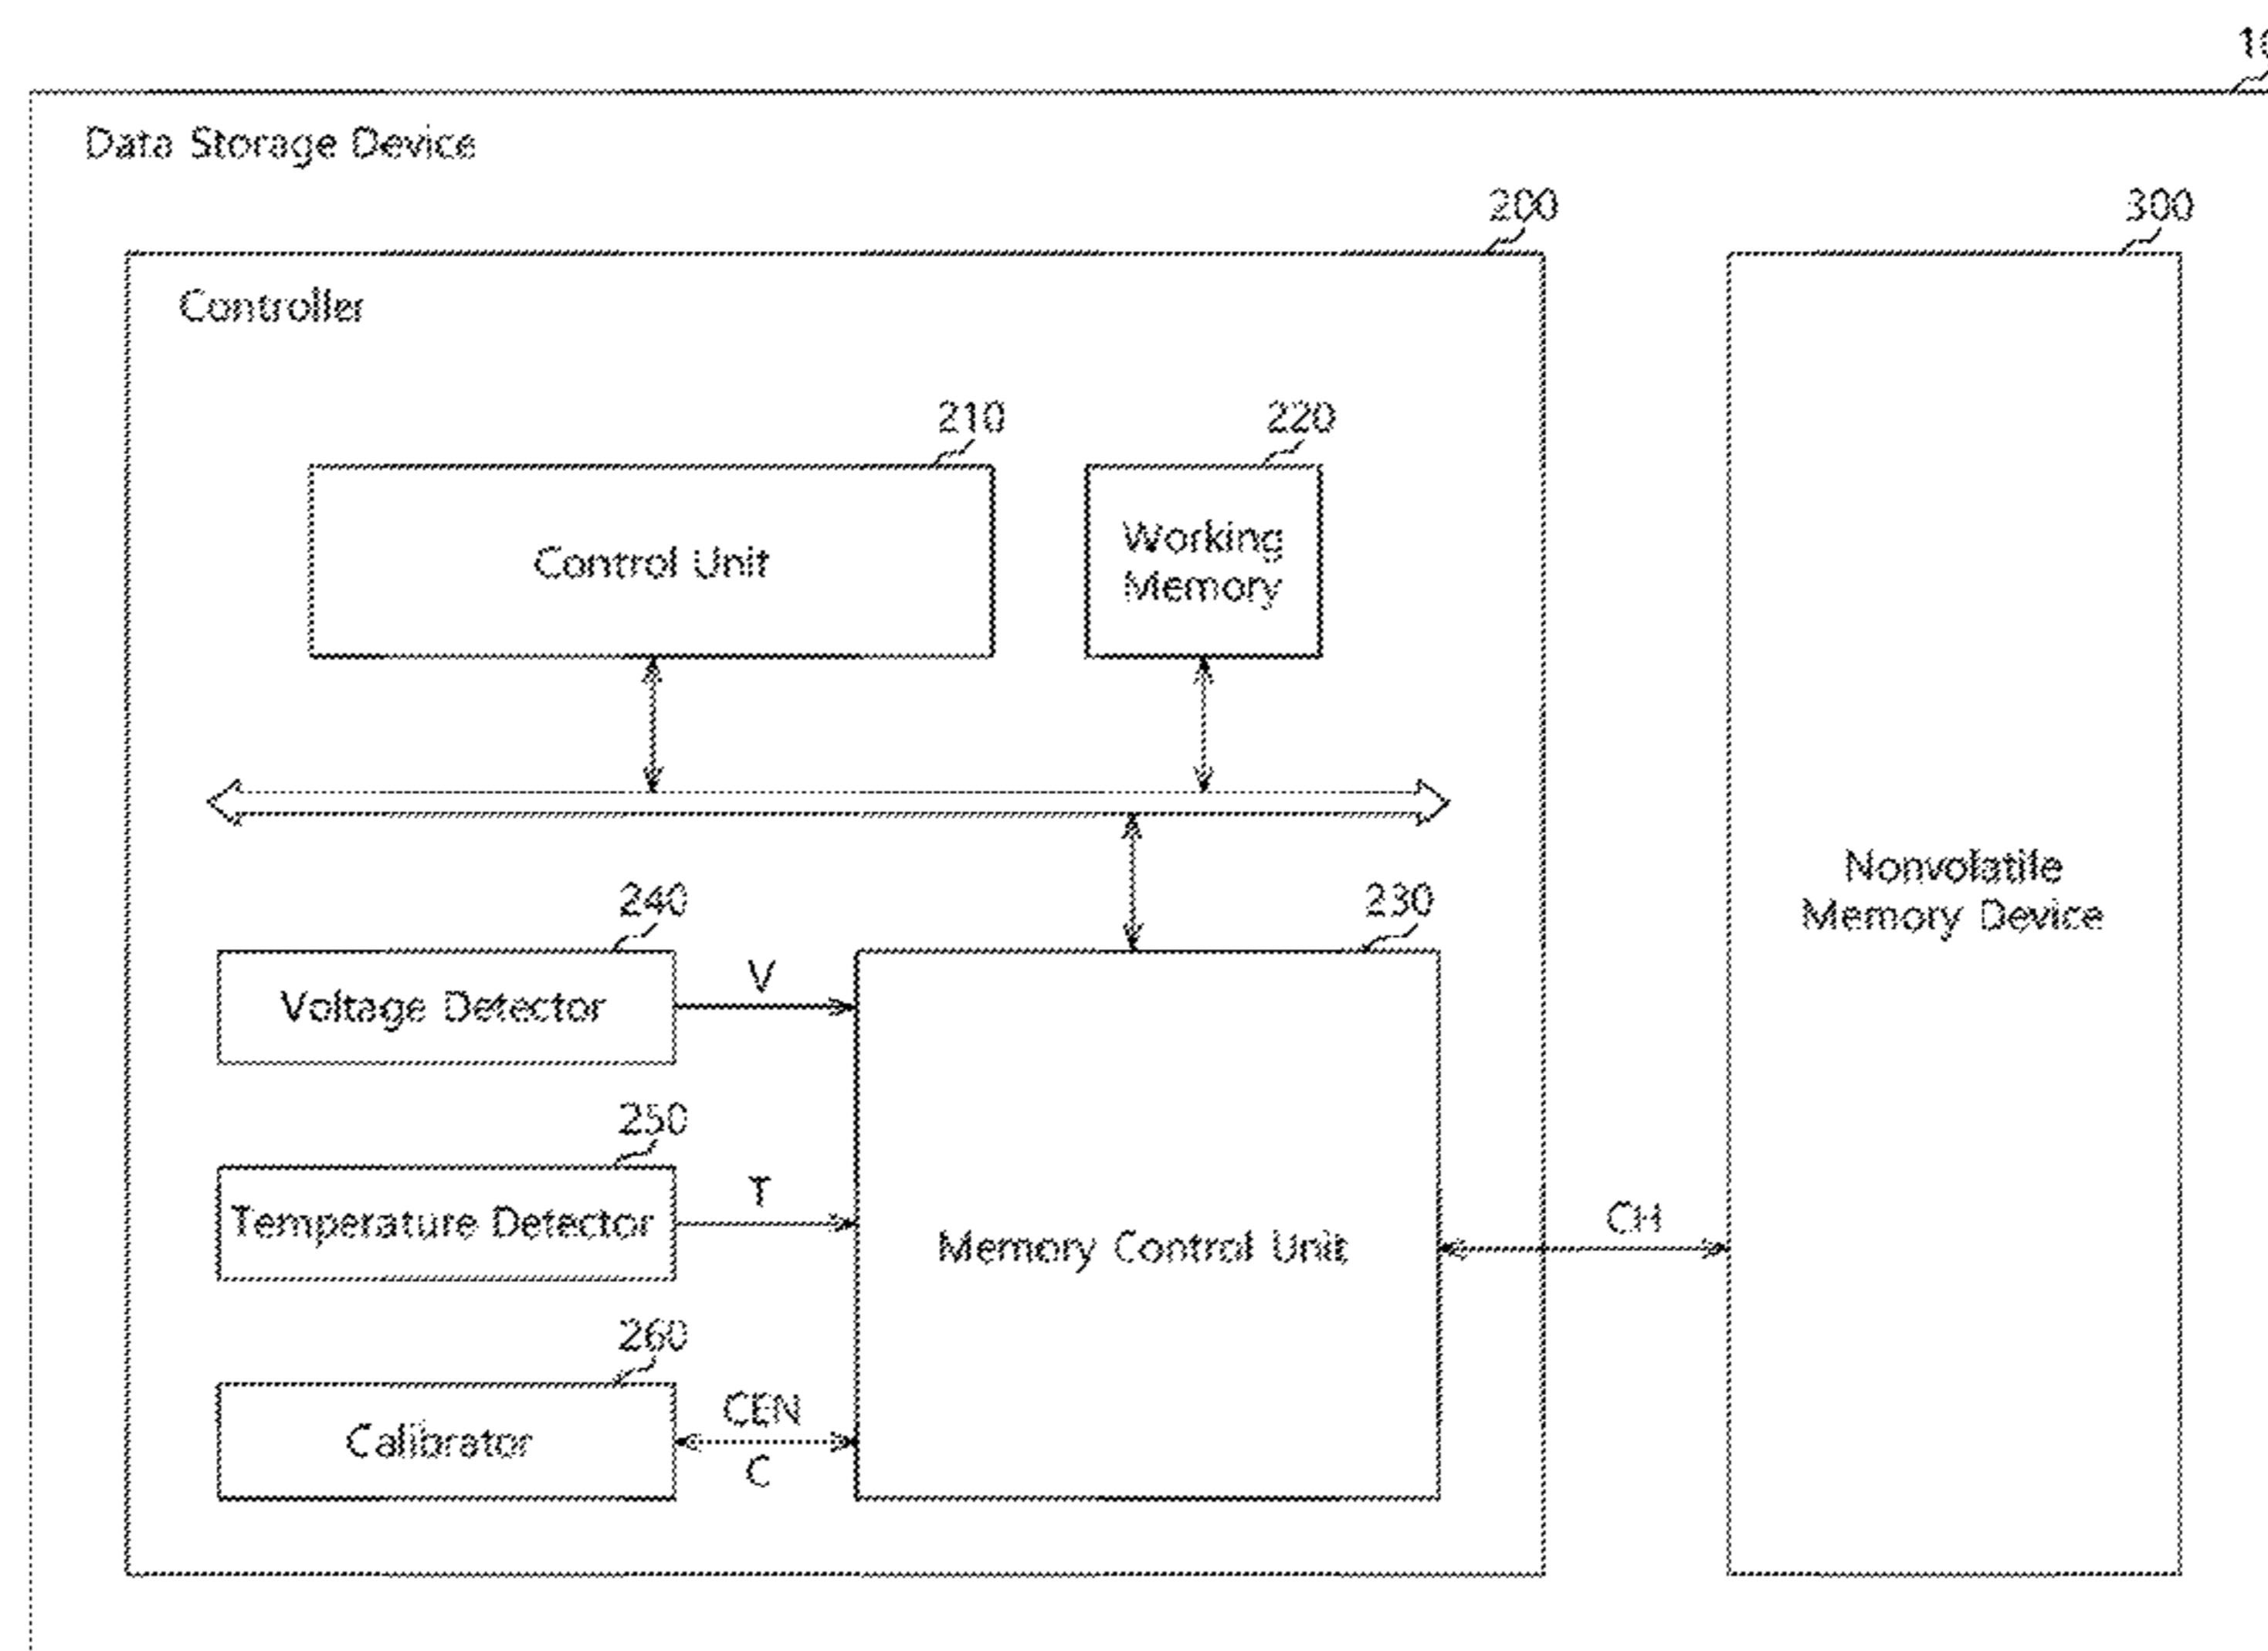 Data Storage Device
200
300
Controller
210
220
Control Unit
Working
Memory
Nonvolatile
Memory Device
240
230
Voltage Detector
V
250
Temperature Detector
T
Memory Control Unit
CH
260
Calibrator
CEN
C